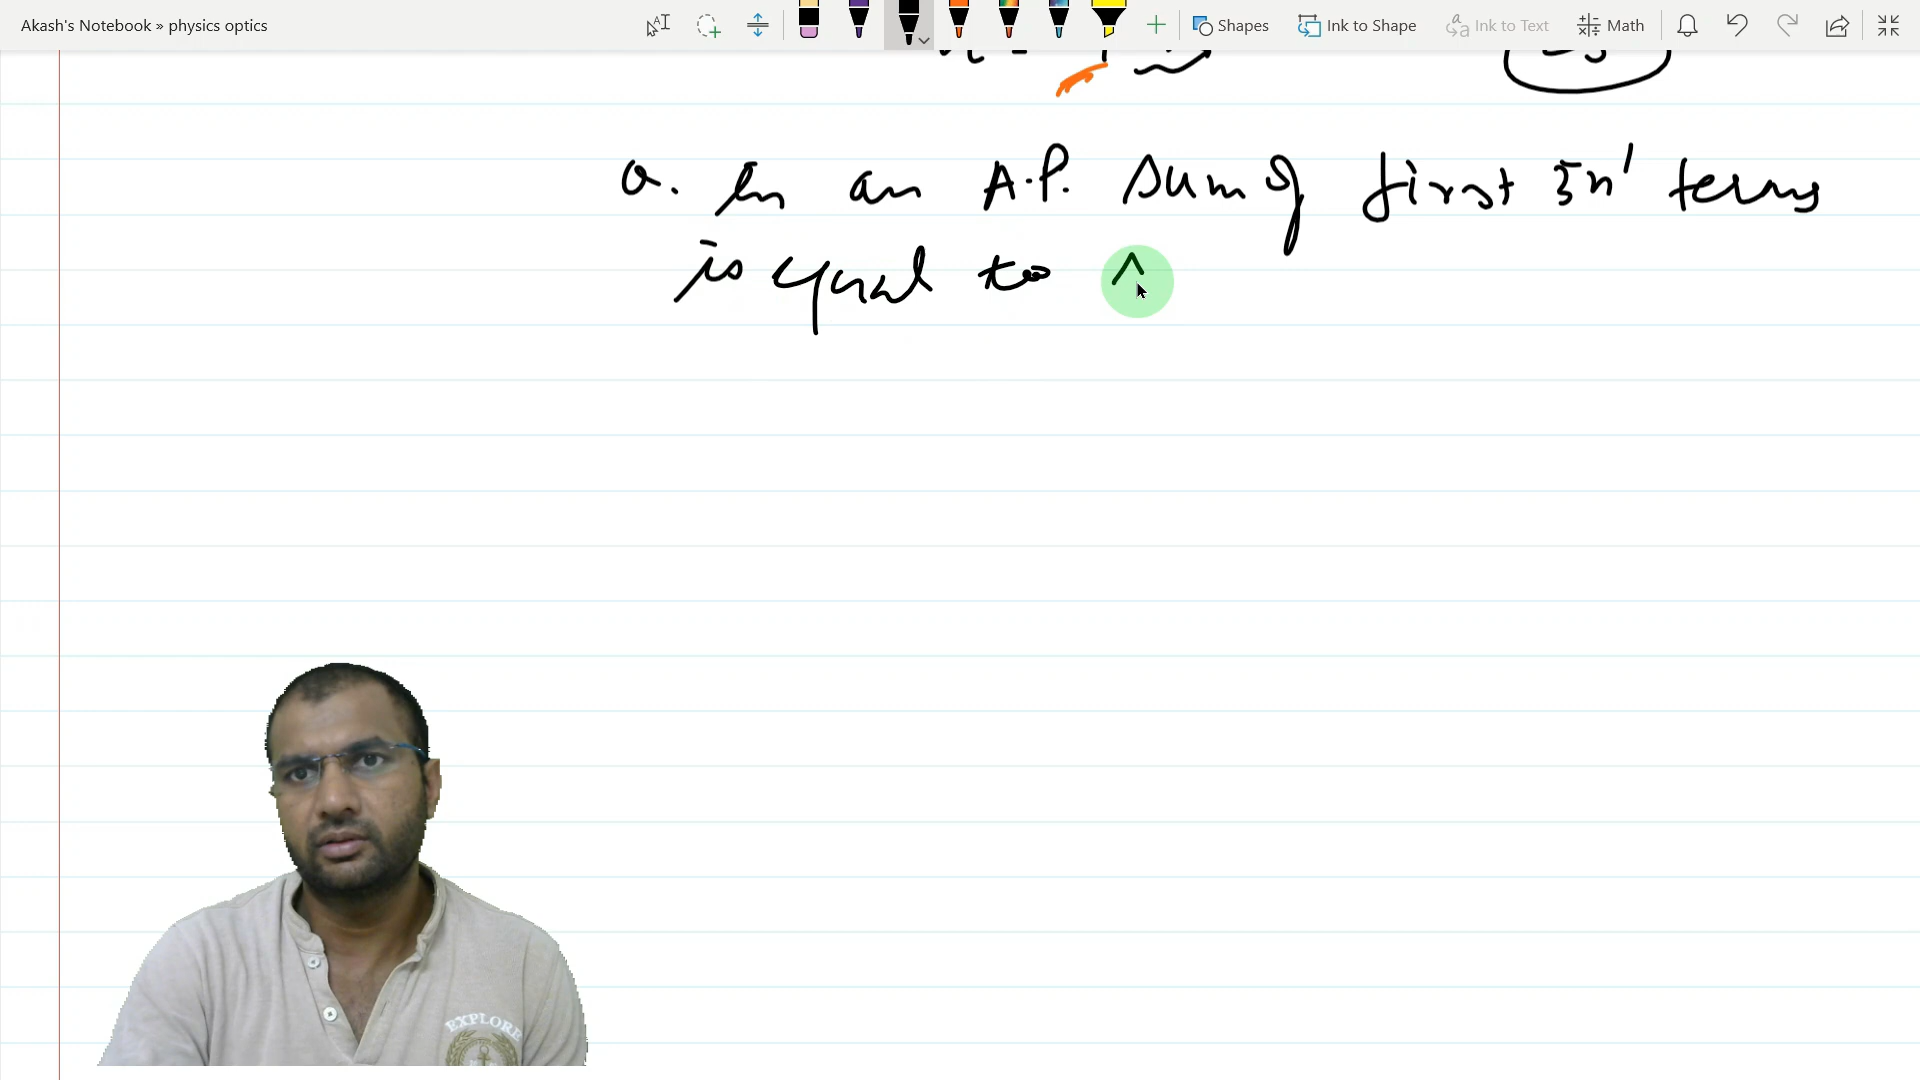 Akash's Notebook » physics optics
Shapes Ink to Shape Ink to Text Math
Q. In an A.P. sum of first 3n' terms
is equal to
EXPLORE